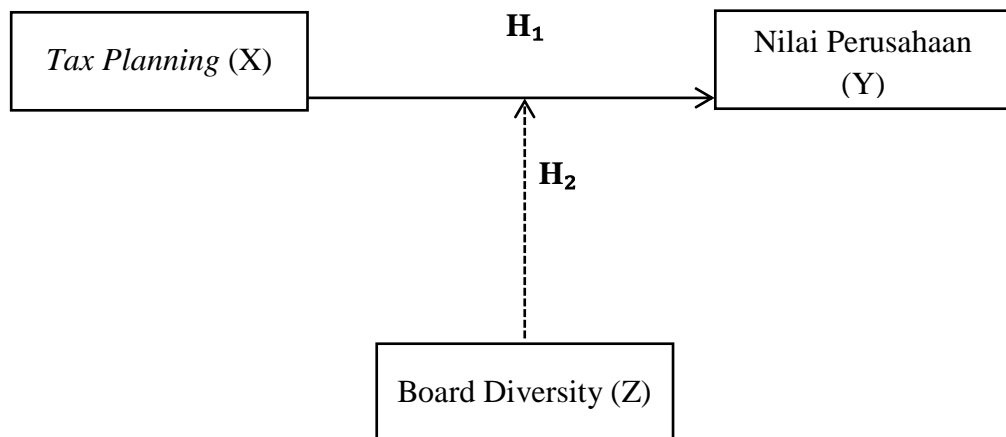 H₁
Tax Planning (X)
Nilai Perusahaan
(Y)
H₂
Board Diversity (Z)